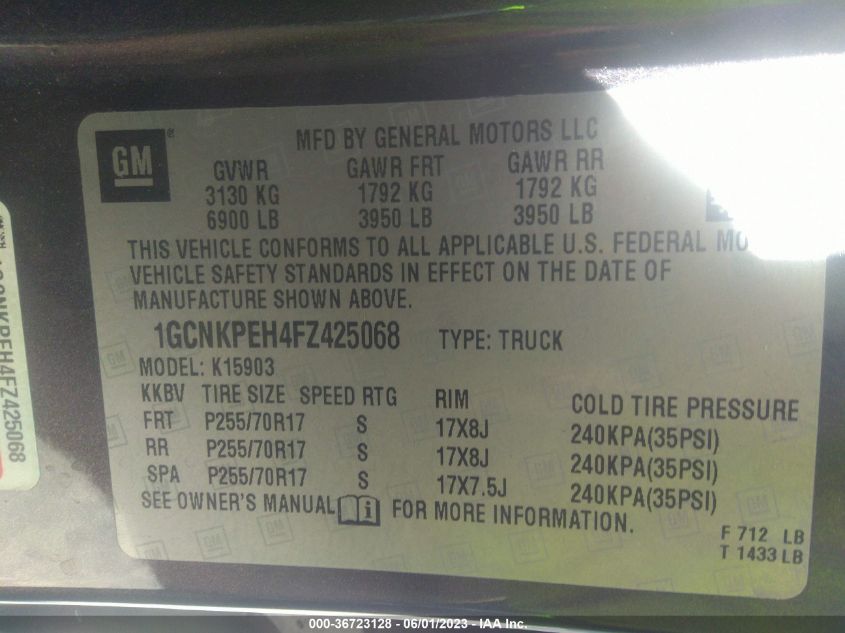 GM
MFD BY GENERAL MOTORS LLC
GVWR GAWR FRT GAWR RR
3130 KG 1792 KG 1792 KG
6900 LB 3950 LB 3950 LB
THIS VEHICLE CONFORMS TO ALL APPLICABLE U.S. FEDERAL
VEHICLE SAFETY STANDARDS IN EFFECT ON THE DATE OF
MANUFACTURE SHOWN ABOVE.
1GCNKPEH4FZ425068 TYPE: TRUCK
MODEL: K15903
KKBV TIRE SIZE SPEED RTG RIM COLD TIRE PRESSURE
FRT P255/70R17 S 17X8J 240KPA(35PSI)
RR P255/70R17 S 17X8J 240KPA(35PSI)
SPA P255/70R17 S 17X7.5J 240KPA(35PSI)
SEE OWNER'S MANUAL FOR MORE INFORMATION.
F 712 LB
T 1433 LB
000-36723128 - 06/01/2023 - IAA Inc.